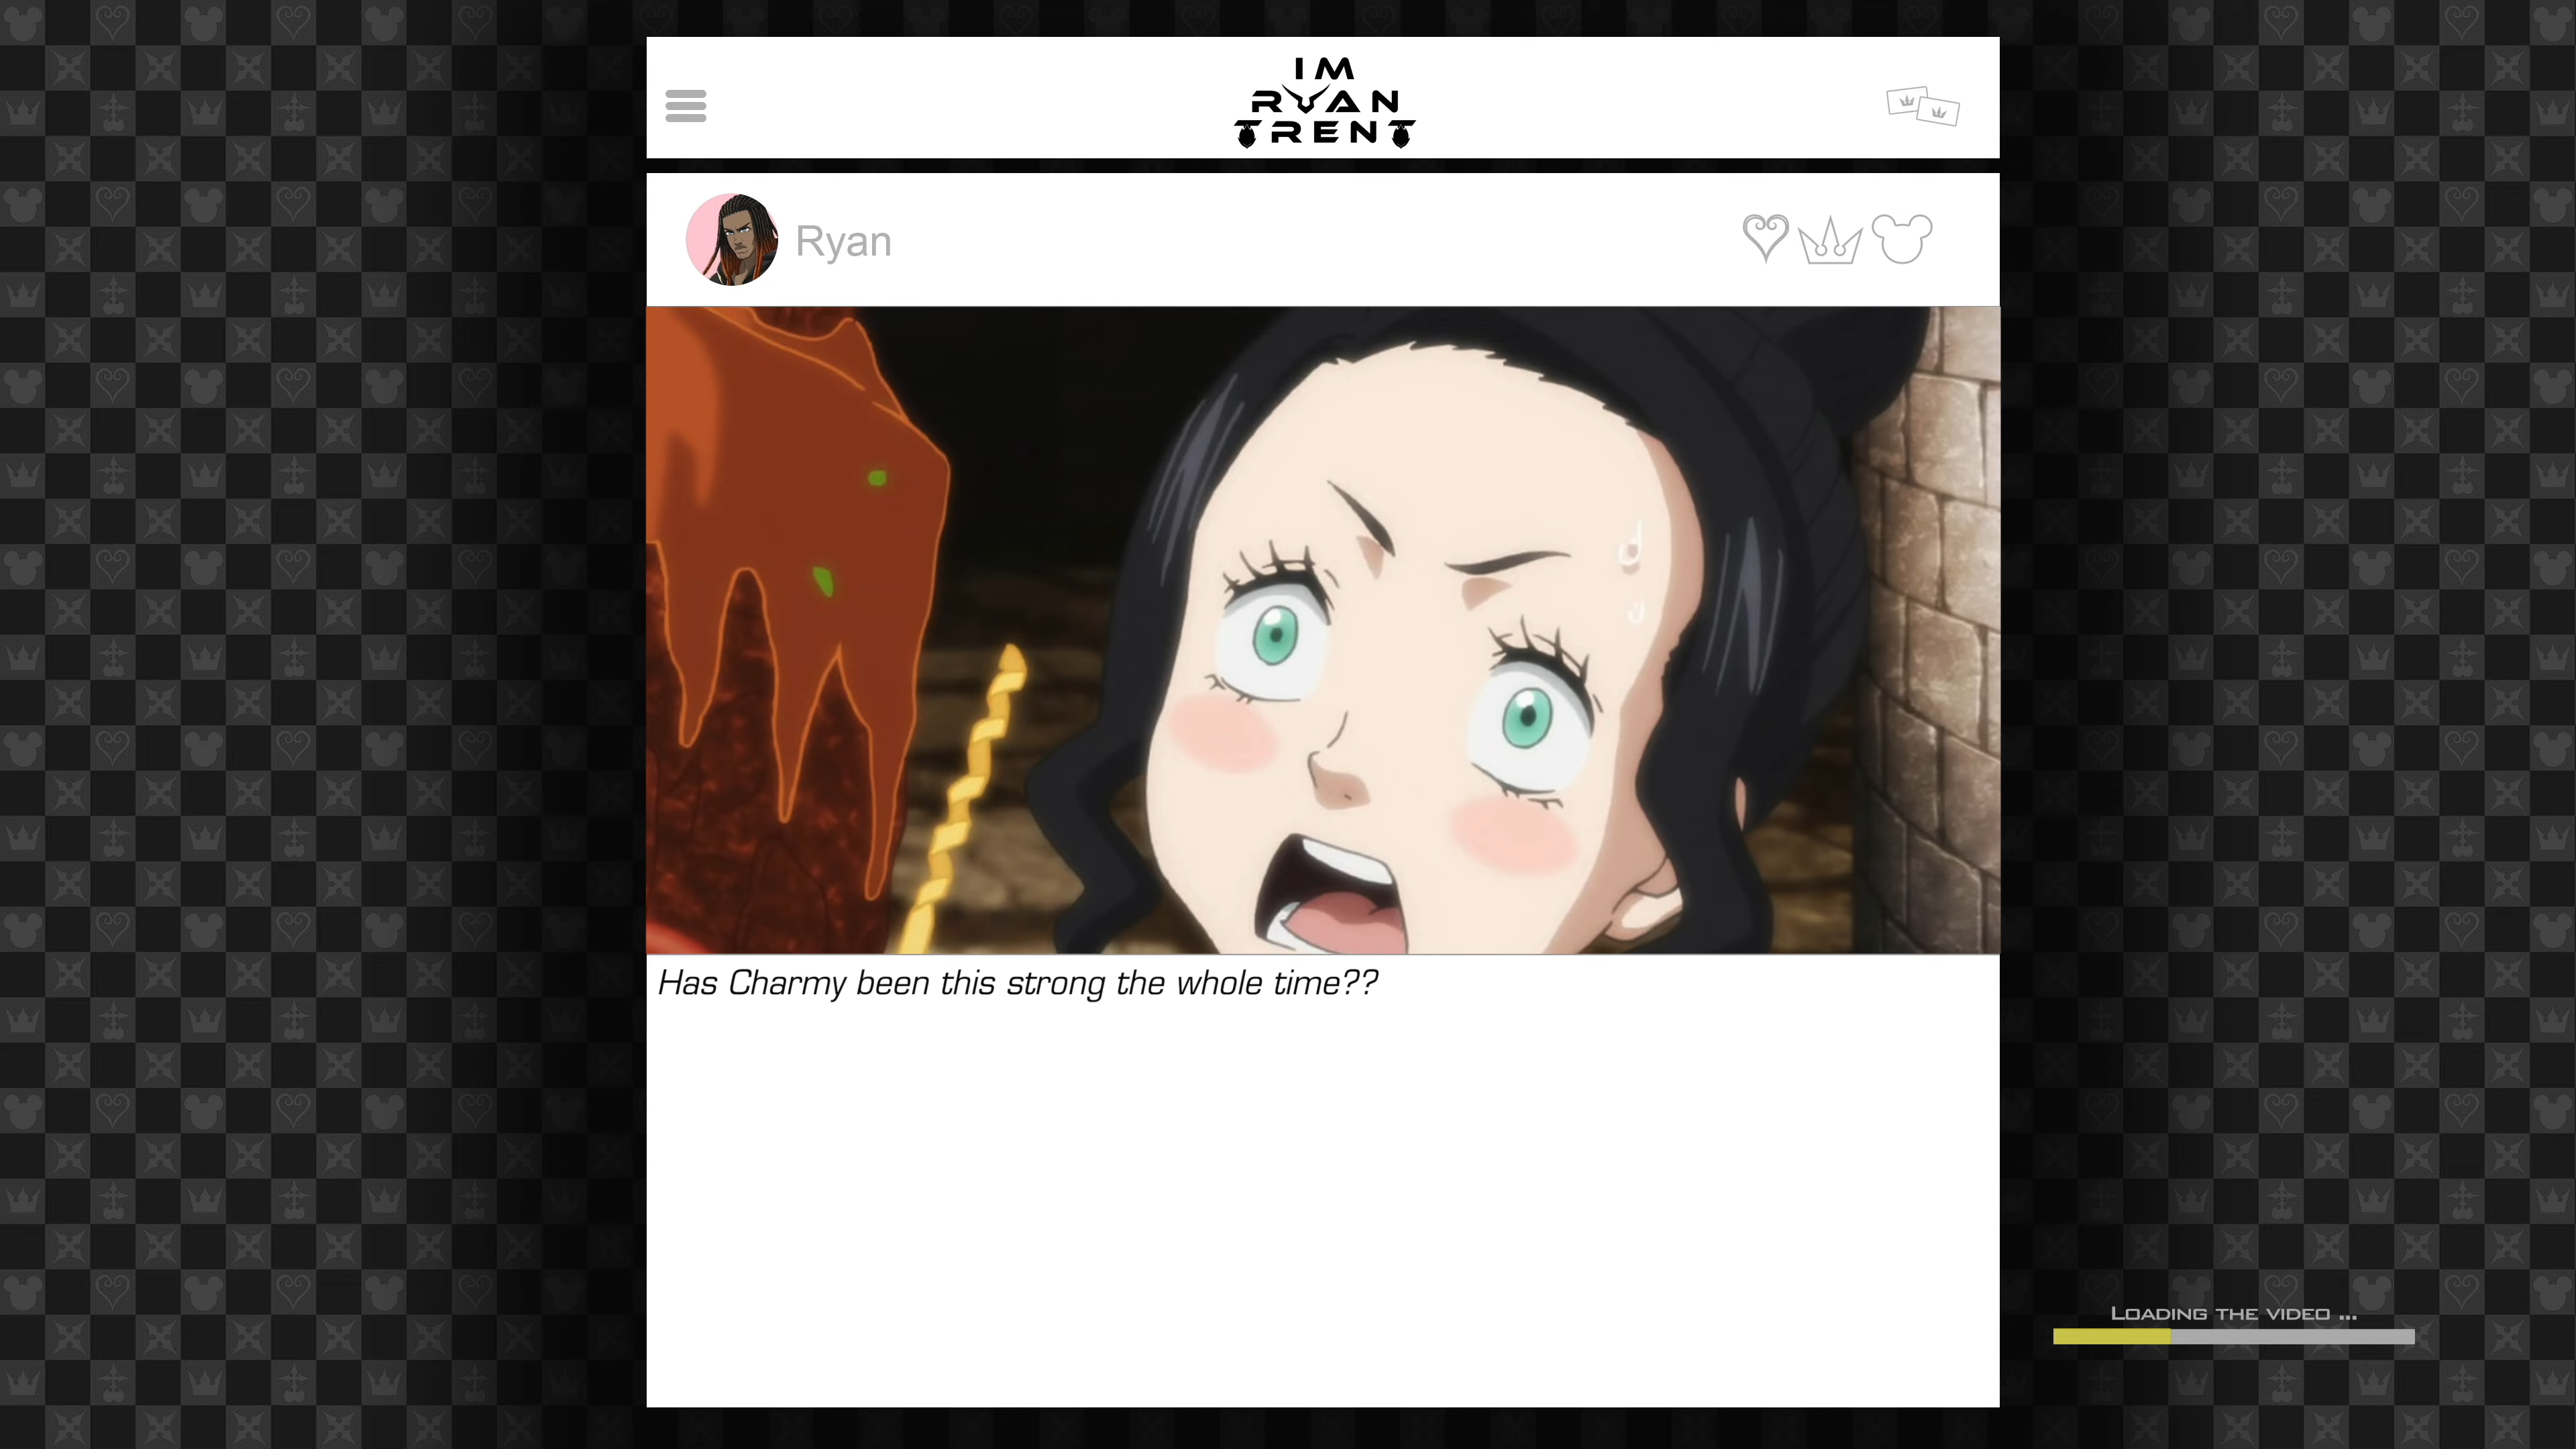 IM
RYAN
TRENT
Ryan
Has Charmy been this strong the whole time??
LOADING THE VIDEO ...